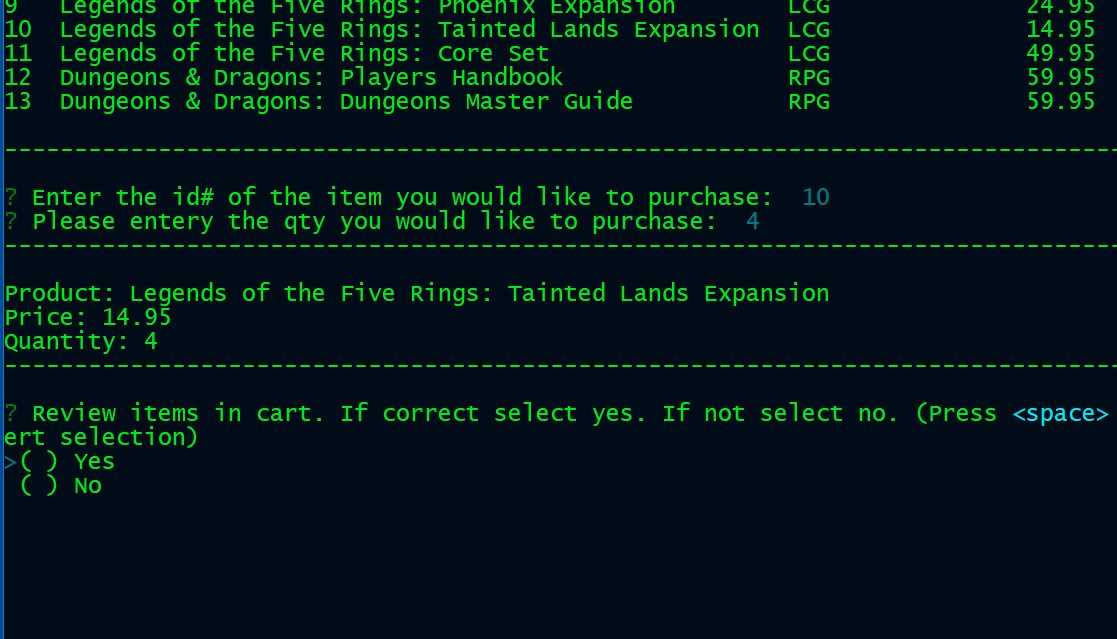 9   Legends of the Five Rings: Phoenix Expansion        LCG              24.95
10  Legends of the Five Rings: Tainted Lands Expansion  LCG              14.95
11  Legends of the Five Rings: Core Set                 LCG              49.95
12  Dungeons & Dragons: Players Handbook                RPG              59.95
13  Dungeons & Dragons: Dungeons Master Guide           RPG              59.95
--------------------------------------------------------------------------------
? Enter the id# of the item you would like to purchase:  10
? Please entery the qty you would like to purchase:  4
--------------------------------------------------------------------------------
Product: Legends of the Five Rings: Tainted Lands Expansion
Price: 14.95
Quantity: 4
--------------------------------------------------------------------------------
? Review items in cart. If correct select yes. If not select no. (Press <space>
ert selection)
>( ) Yes
 ( ) No